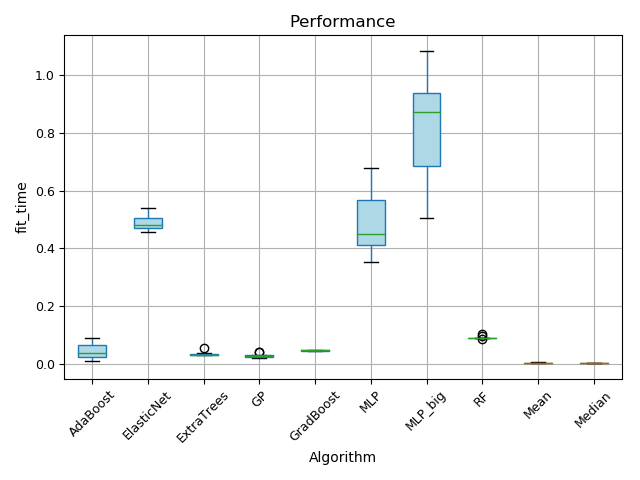 Performance
fit_time
1.0
0.8
0.6
0.4
0.2
0.0
AdaBoost
ElasticNet
ExtraTrees
GP
GradBoost
MLP
MLP_big
RF
Mean
Median
Algorithm